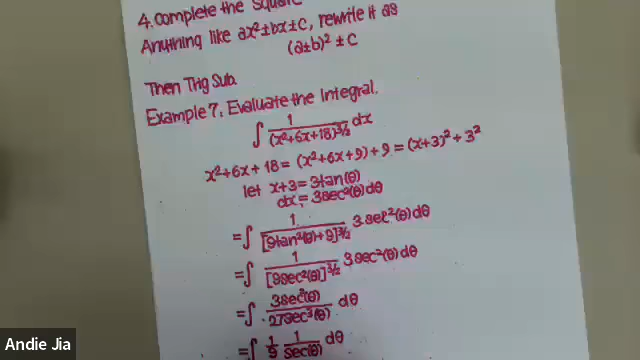 4. Complete the Square
Anything like ax²±bx±c, rewrite it as
(a±b)² ± c
Then Trig Sub.
Example 7: Evaluate the Integral.
∫ 1/(x²+6x+18)^3/2 dx
x²+6x+18 = (x²+6x+9)+9 = (x+3)²+3²
let x+3=3tan(θ)
dx = 3sec²(θ)dθ
=∫ 1/[9tan²(θ)+9]^3/2 3sec²(θ)dθ
=∫ 1/[9sec²(θ)]^3/2 3sec²(θ)dθ
=∫ 3sec²(θ)/27sec³(θ) dθ
=∫ 1/9 1/sec(θ) dθ
Andie Jia